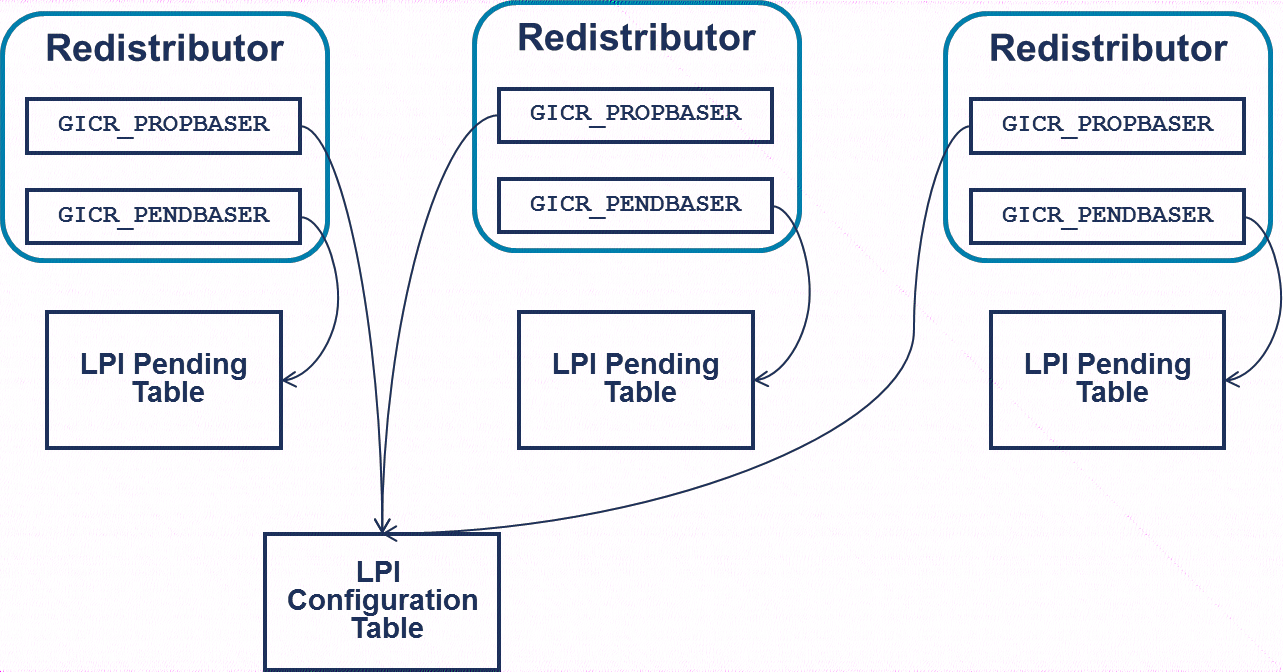 Redistributor
GICR_PROPBASER
GICR_PENDBASER
LPI Pending
Table
Redistributor
GICR_PROPBASER
GICR_PENDBASER
LPI Pending
Table
Redistributor
GICR_PROPBASER
GICR_PENDBASER
LPI Pending
Table
LPI
Configuration
Table